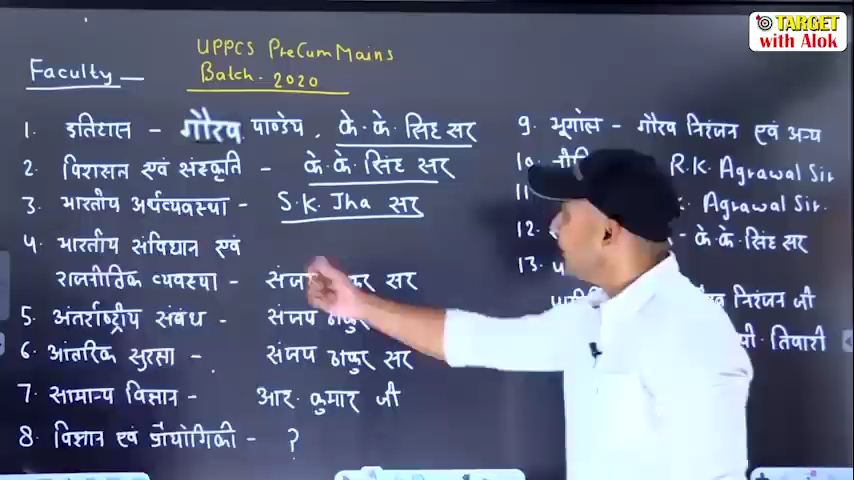 TARGET
with Alok
UPPCS PreCumMains
Batch - 2020
Faculty
1. इतिहास - गौरव पाण्डेय, के. के. सिंह सर
2. विरासत एवं संस्कृति - के. के. सिंह सर
3. भारतीय अर्थव्यवस्था - S.K. Jha सर
4. भारतीय संविधान एवं
राजनीतिक व्यवस्था - सर
5. अंतर्राष्ट्रीय संबंध - संजय ठाकुर
6. आंतरिक सुरक्षा - संजय ठाकुर सर
7. सामान्य विज्ञान - आर. कुमार जी
8. विज्ञान एवं प्रौयोगिकी - ?
9. भूगोल - गौरव निरंजन एवं अन्य
10. R.K. Agrawal Sir
11. Agrawal Sir.
12. - के. के. सिंह सर
13.
निरंजन जी
तिवारी